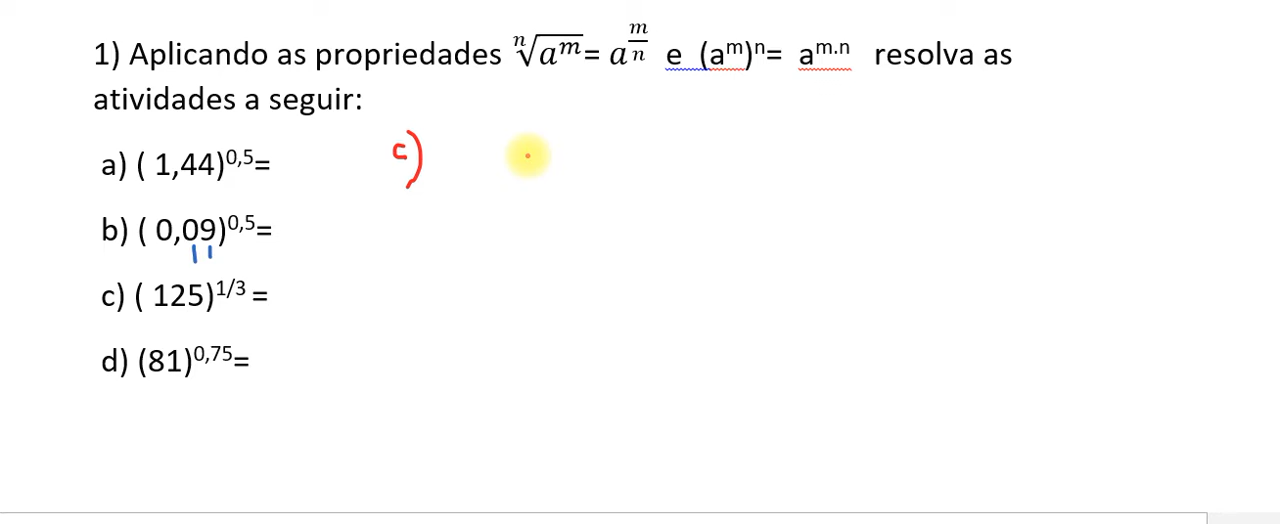 1) Aplicando as propriedades ⁿ√aᵐ= a^(m/n) e (aᵐ)ⁿ= aᵐ·ⁿ resolva as
atividades a seguir:
a) ( 1,44)^0,5=
c)
b) ( 0,09)^0,5=
c) ( 125)^1/3 =
d) (81)^0,75=